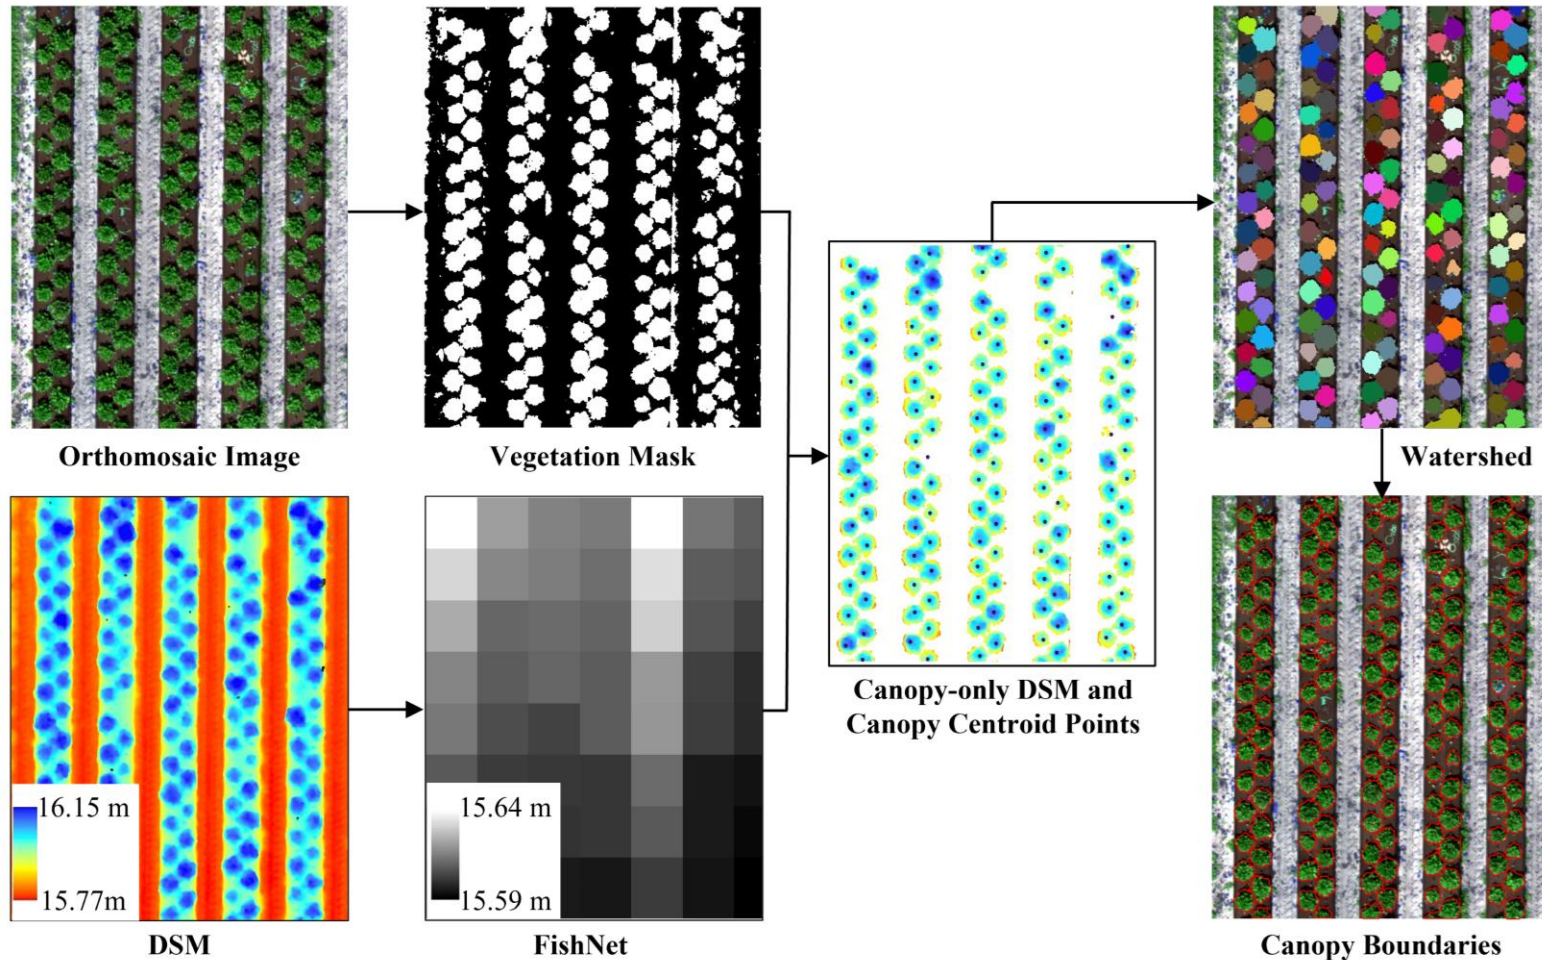 Orthomosaic Image
Vegetation Mask
Watershed
16.15 m
15.77m
15.64 m
15.59 m
Canopy-only DSM and
Canopy Centroid Points
DSM
FishNet
Canopy Boundaries